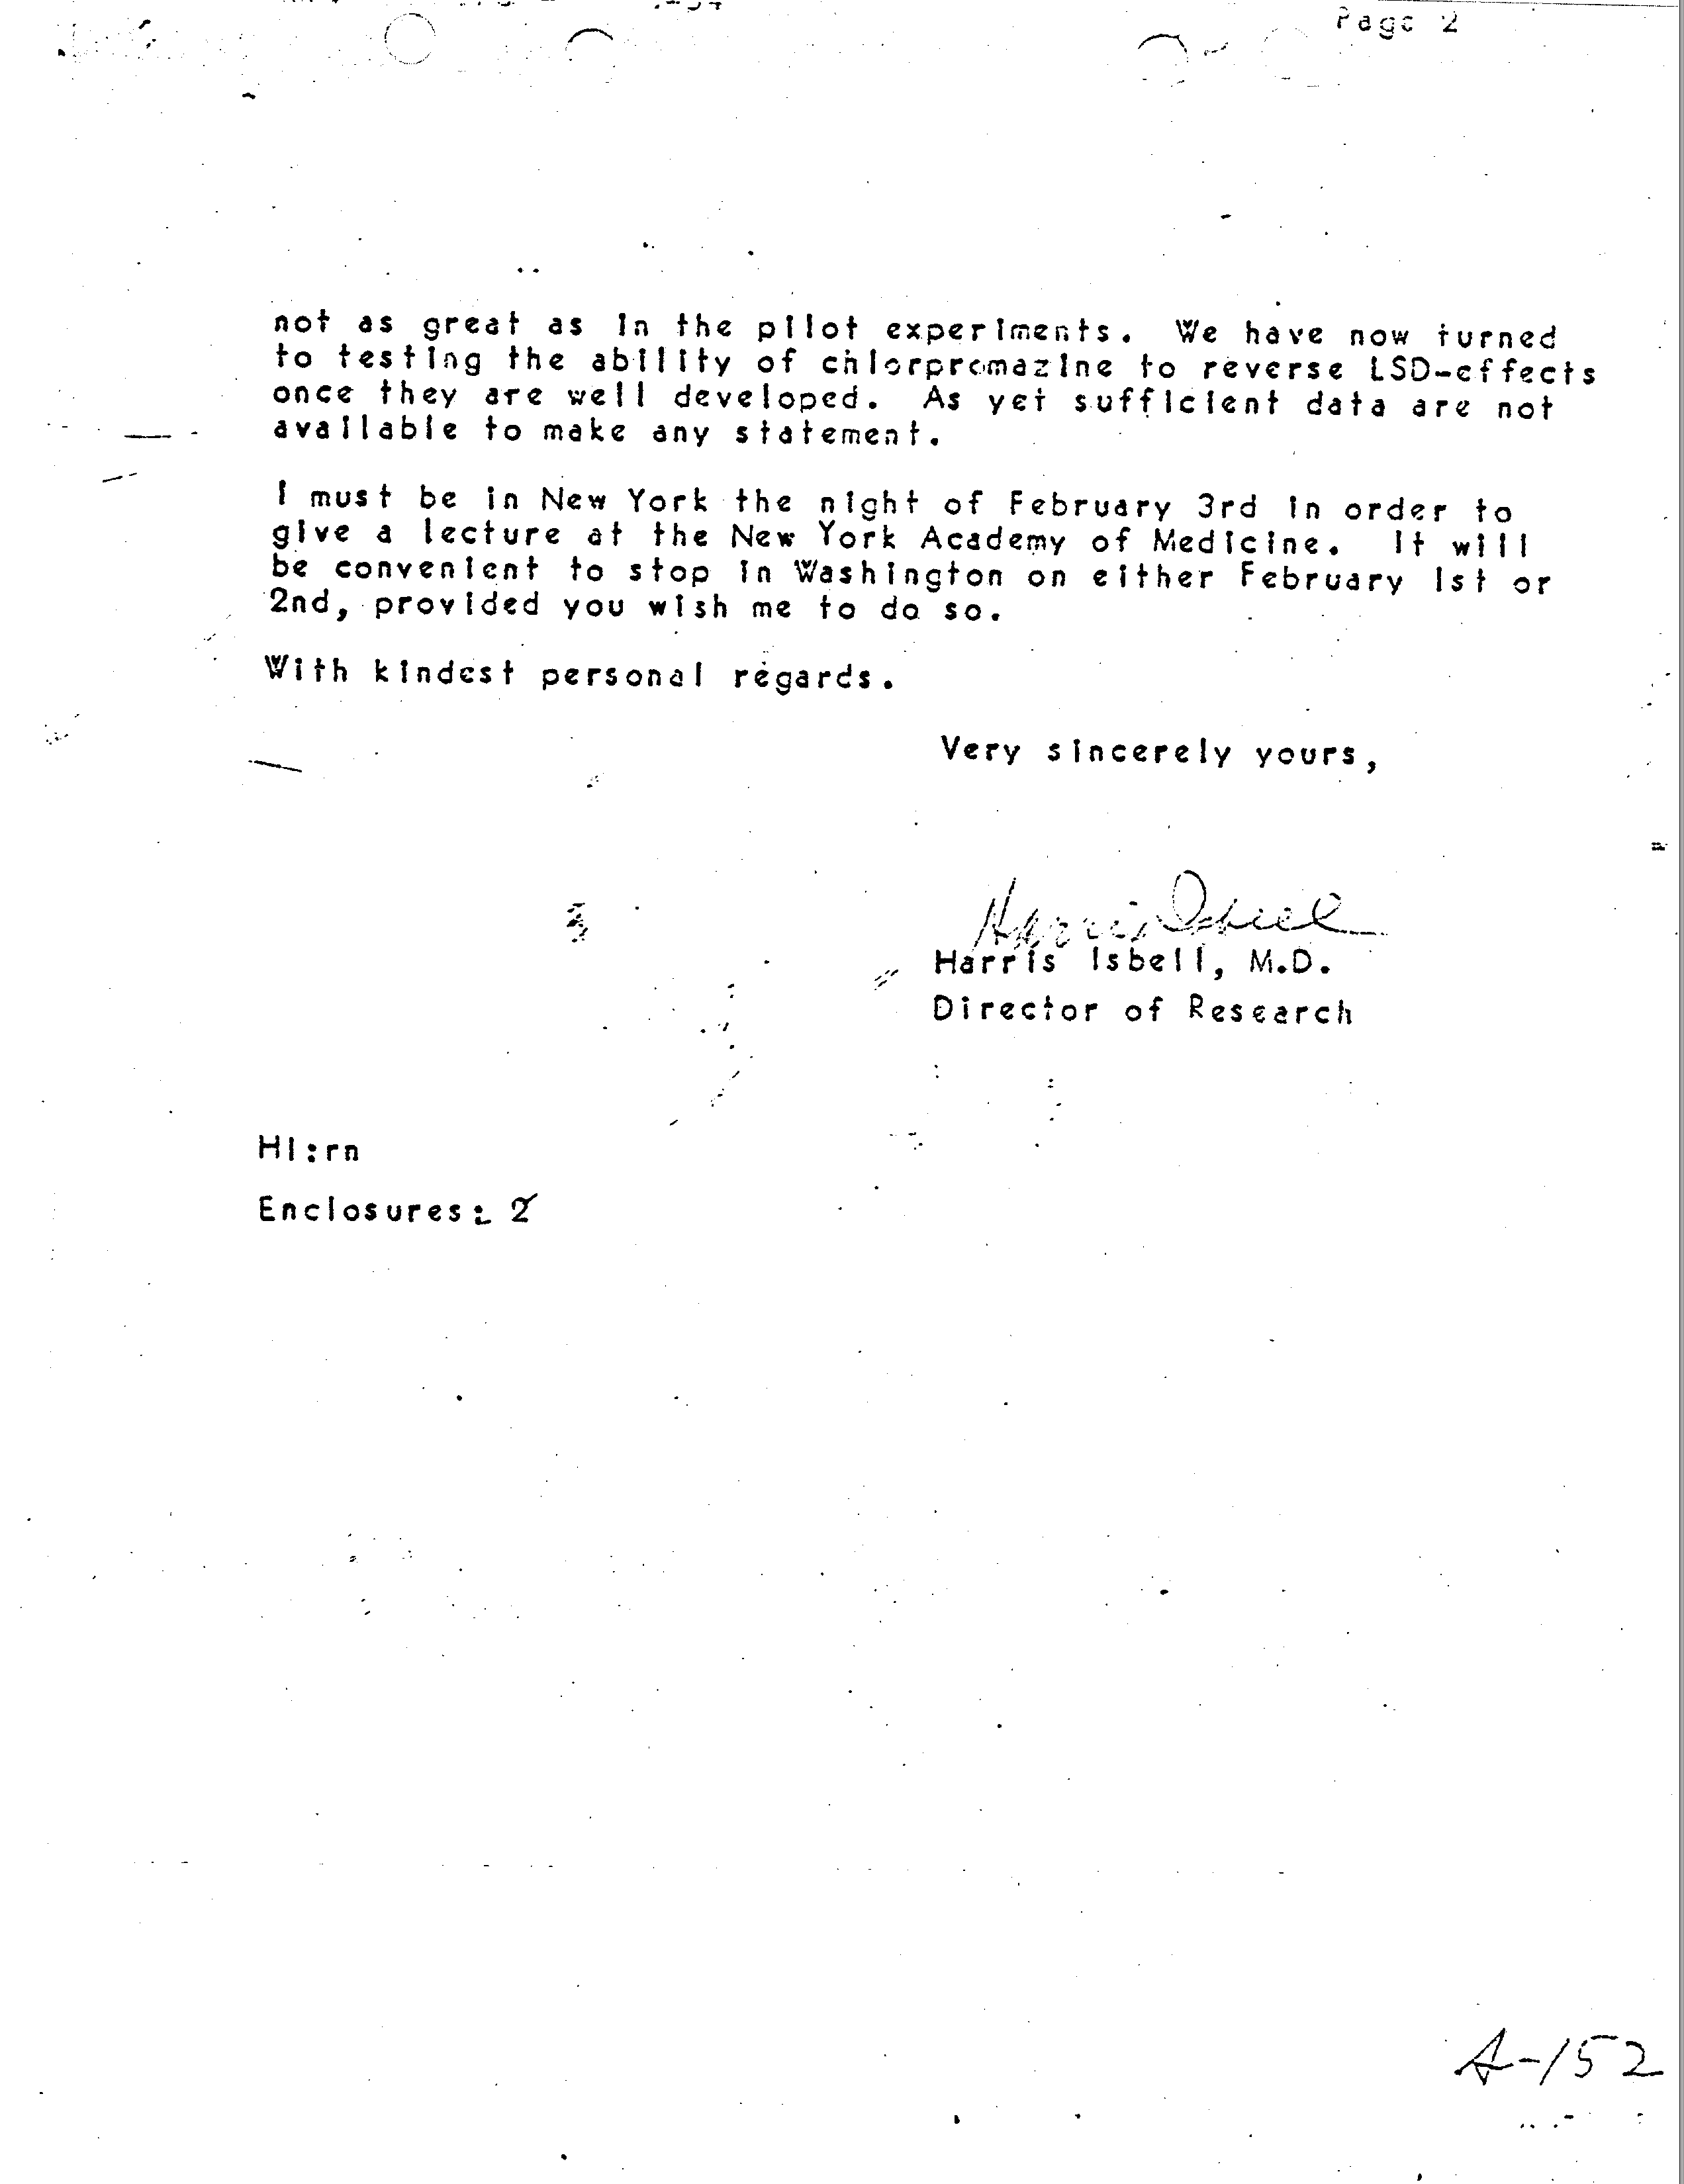 Page 2
not as great as in the pilot experiments. We have now turned
to testing the ability of chlorpromazine to reverse LSD-effects
once they are well developed. As yet sufficient data are not
available to make any statement.
I must be in New York the night of February 3rd in order to
give a lecture at the New York Academy of Medicine. It will
be convenient to stop in Washington on either February 1st or
2nd, provided you wish me to do so.
With kindest personal regards.
Very sincerely yours,
Harris Isbell
Harris Isbell, M.D.
Director of Research
HI:rn
Enclosures: 2
A-152